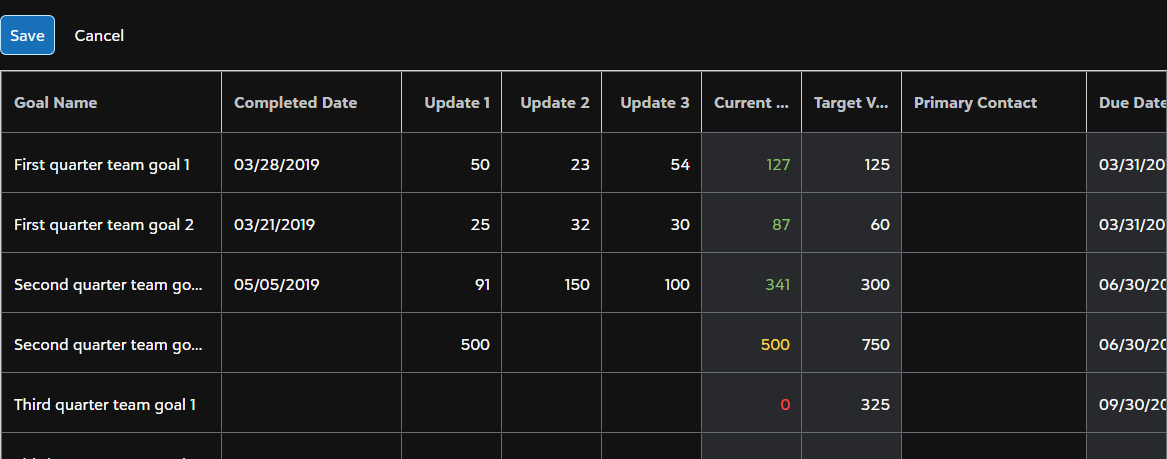 Save Cancel
Goal Name Completed Date Update 1 Update 2 Update 3 Current ... Target V... Primary Contact Due Date
First quarter team goal 1 03/28/2019 50 23 54 127 125 03/31/20
First quarter team goal 2 03/21/2019 25 32 30 87 60 03/31/20
Second quarter team go... 05/05/2019 91 150 100 341 300 06/30/20
Second quarter team go... 500 500 750 06/30/20
Third quarter team goal 1 0 325 09/30/20